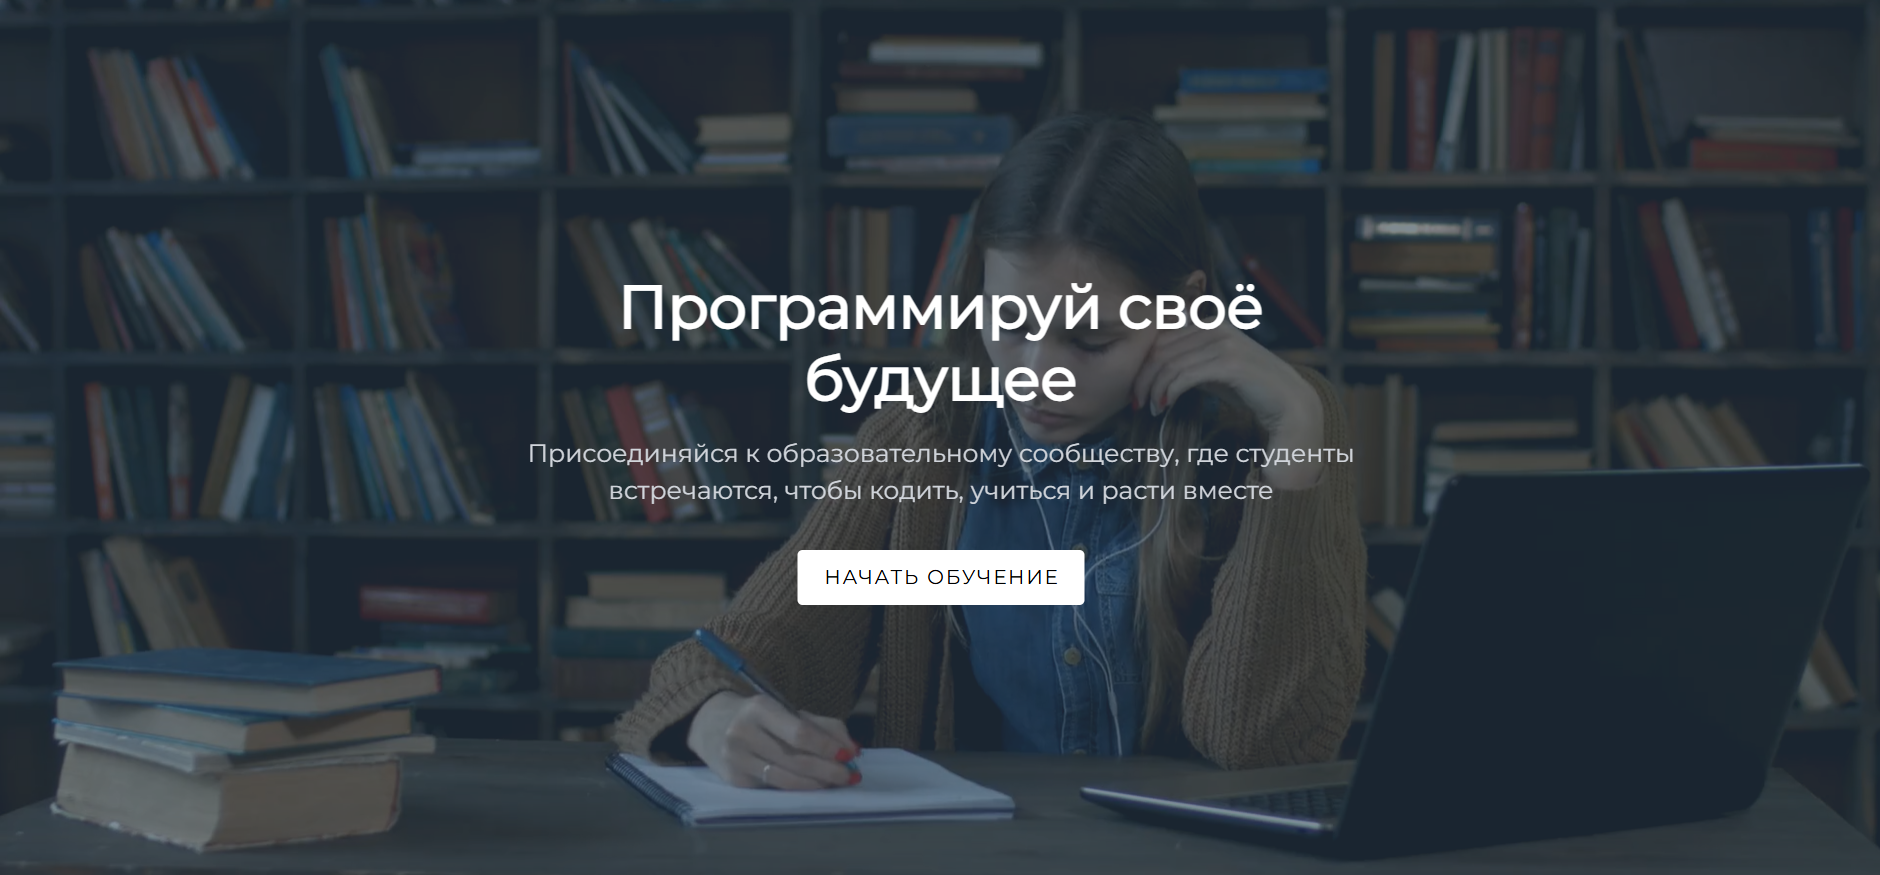 Программируй своё
будущее
Присоединяйся к образовательному сообществу, где студенты
встречаются, чтобы кодить, учиться и расти вместе
НАЧАТЬ ОБУЧЕНИЕ